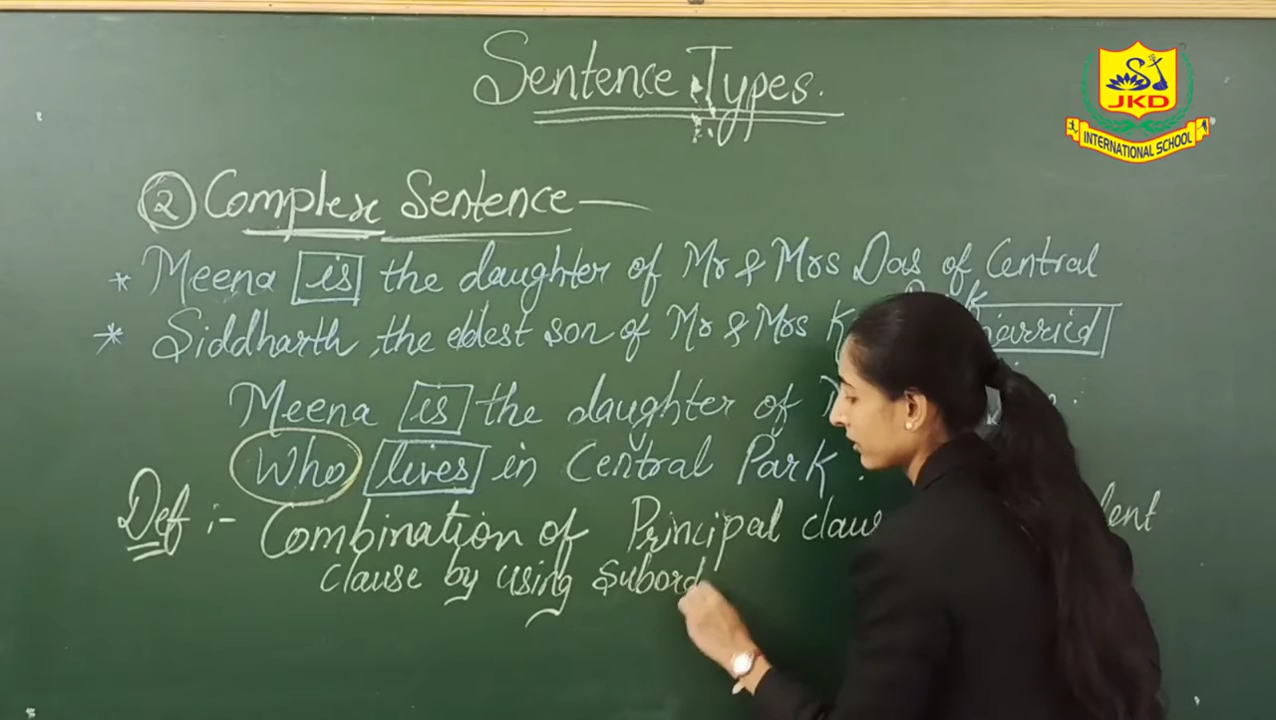 Sentence Types.
JKD
INTERNATIONAL SCHOOL
② Complex Sentence —
* Meena is the daughter of Mr & Mrs Das of Central
* Siddharth, the eldest son of Mr & Mrs K married
Meena is the daughter of
Who lives in Central Park.
Def :- Combination of Principal clause
clause by using Subord